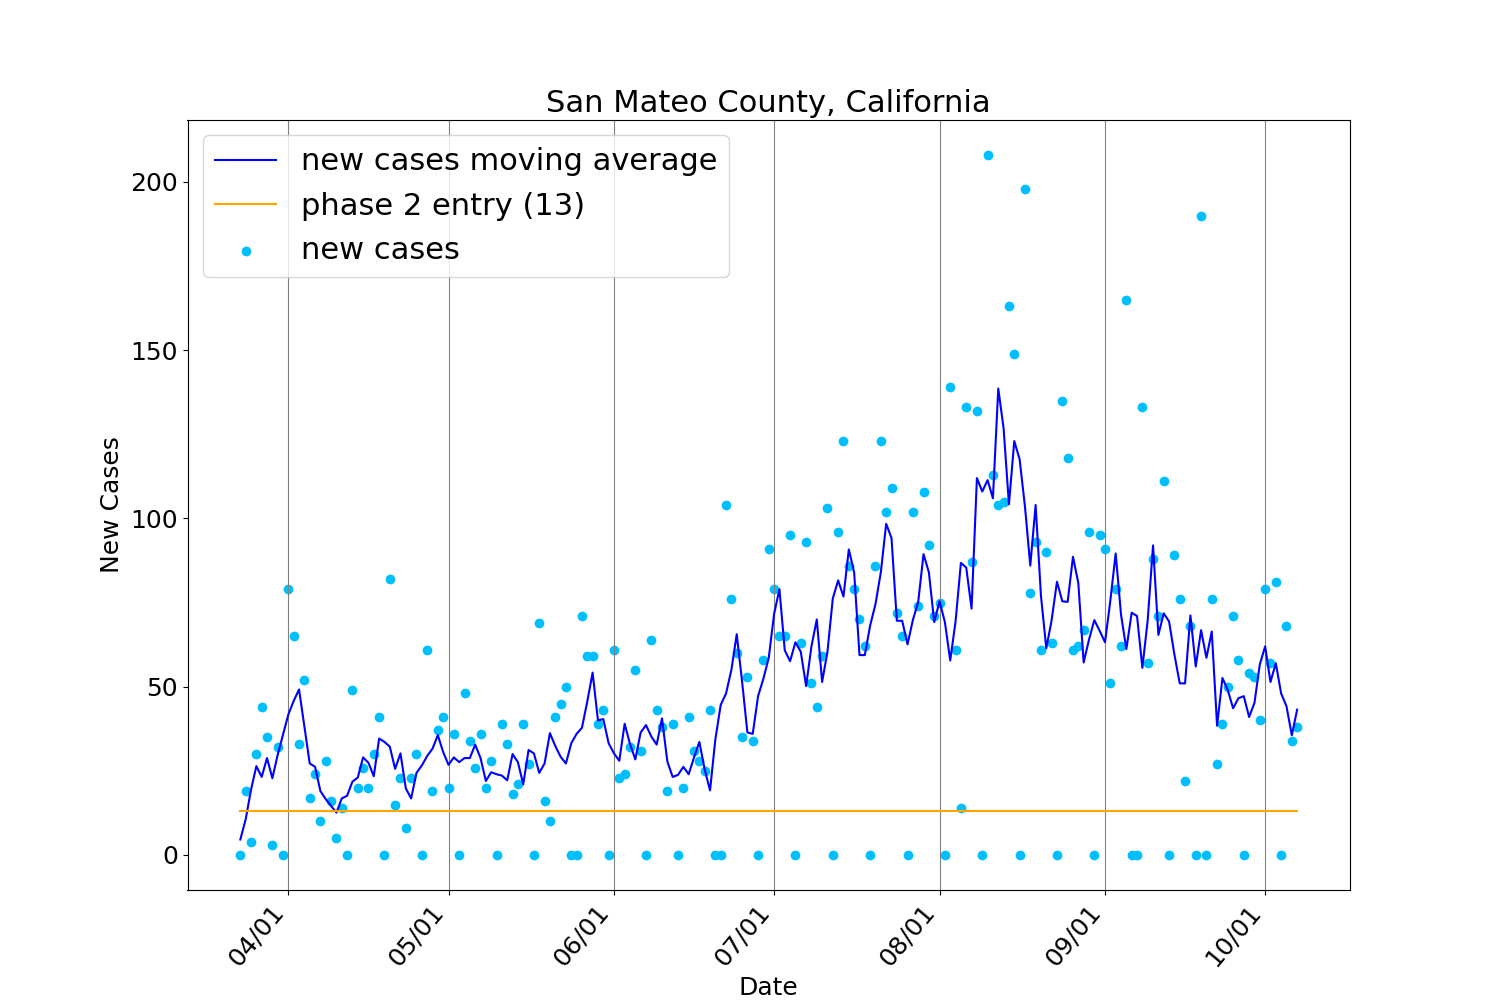 San Mateo County, California
new cases moving average
phase 2 entry (13)
new cases
200
150
100
50
0
New Cases
04/01
05/01
06/01
07/01
08/01
09/01
10/01
Date